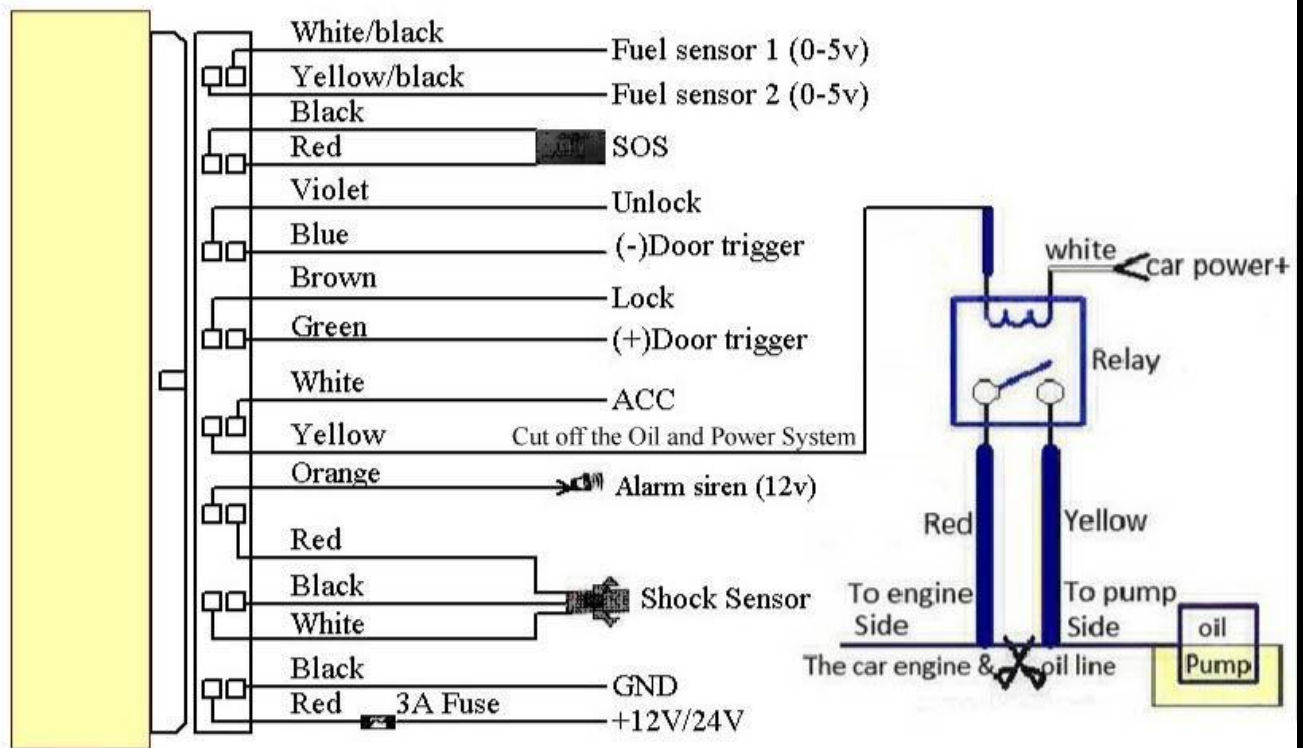 White/black
Fuel sensor 1 (0-5v)
Yellow/black
Fuel sensor 2 (0-5v)
Black
Red
SOS
Violet
Unlock
Blue
(-)Door trigger
Brown
Lock
Green
(+)Door trigger
White
ACC
Yellow
Cut off the Oil and Power System
Orange
Alarm siren (12v)
Red
Black
Shock Sensor
White
Black
GND
Red 3A Fuse
+12V/24V
white
car power+
Relay
Red
Yellow
To engine
Side
To pump
Side
The car engine & oil line
oil
Pump